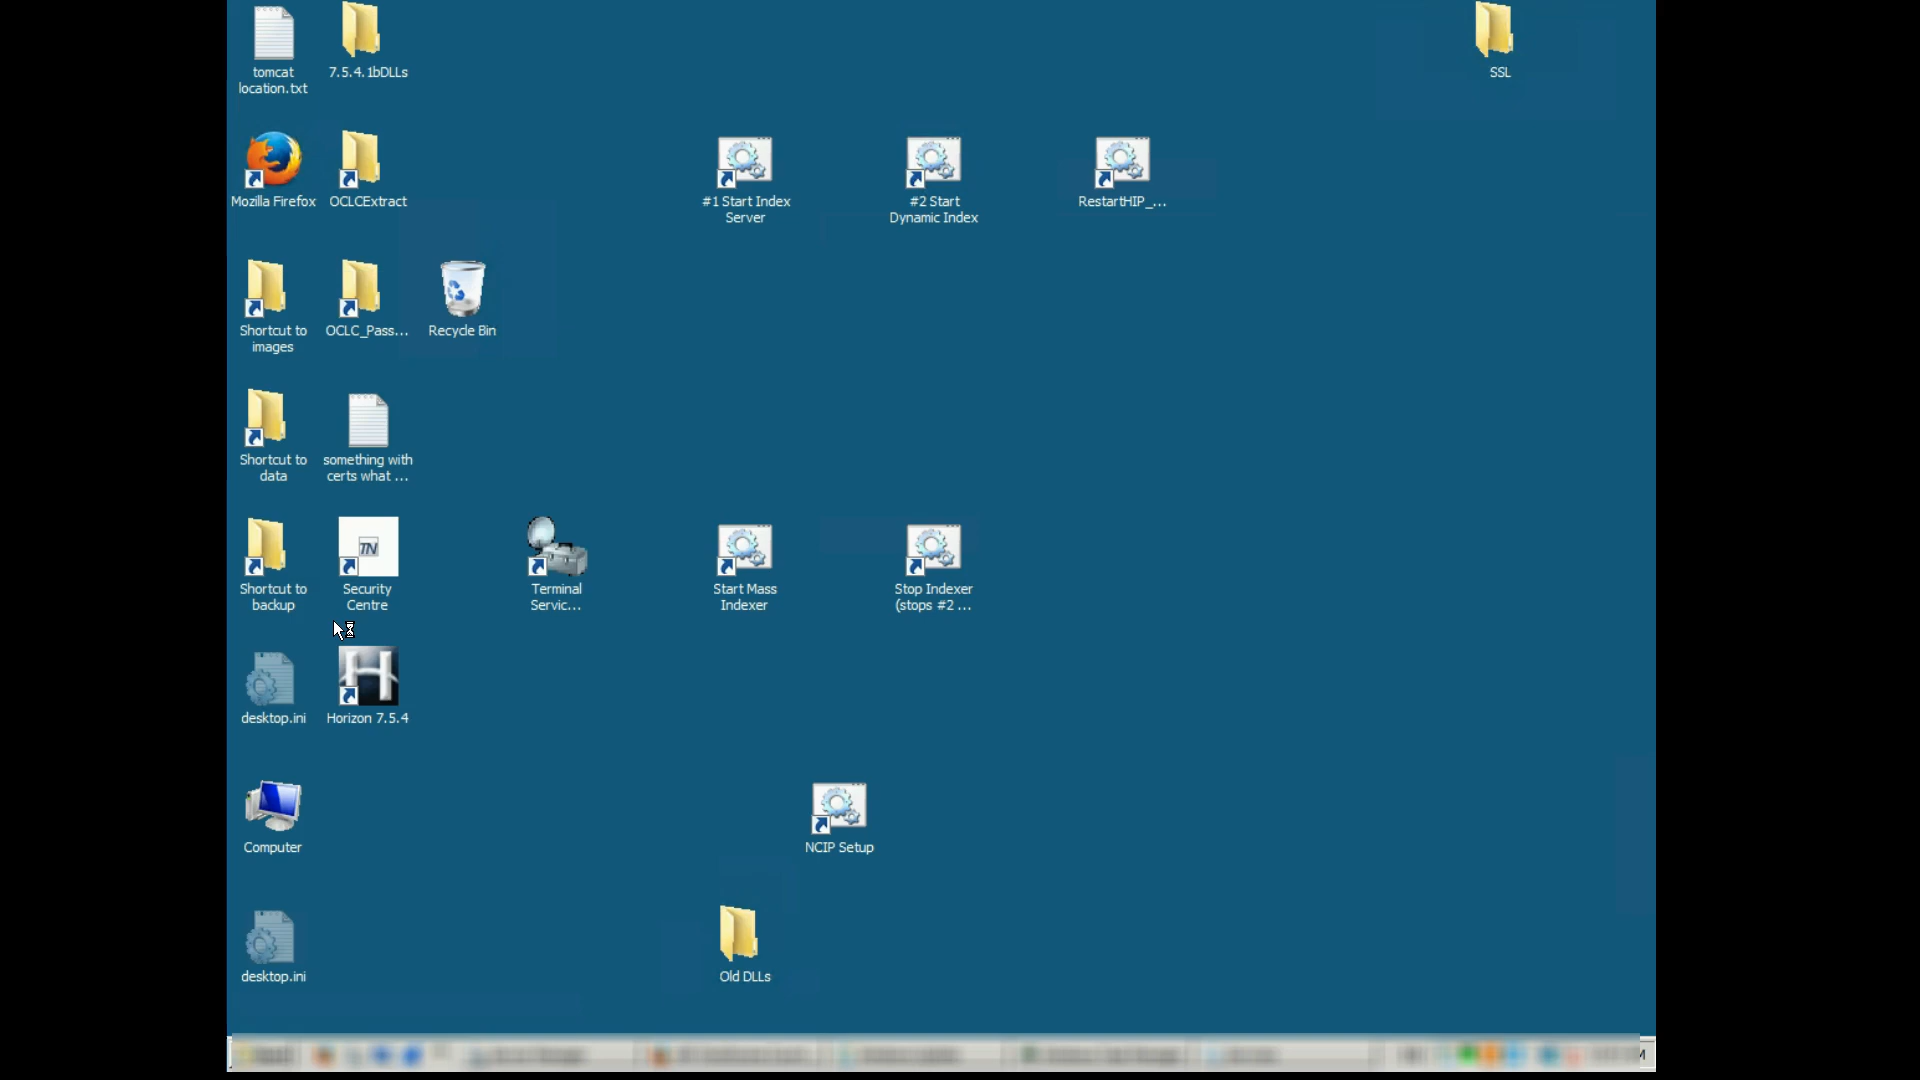 tomcat
location.txt
7.5.4.1bDLLs
SSL
Mozilla Firefox
OCLCExtract
#1 Start Index
Server
#2 Start
Dynamic Index
RestartHIP_...
Shortcut to
images
OCLC_Pass...
Recycle Bin
Shortcut to
data
something with
certs what ...
Shortcut to
backup
TN
Security
Centre
Terminal
Servic...
Start Mass
Indexer
Stop Indexer
(stops #2 ...
desktop.ini
H
Horizon 7.5.4
Computer
NCIP Setup
desktop.ini
Old DLLs